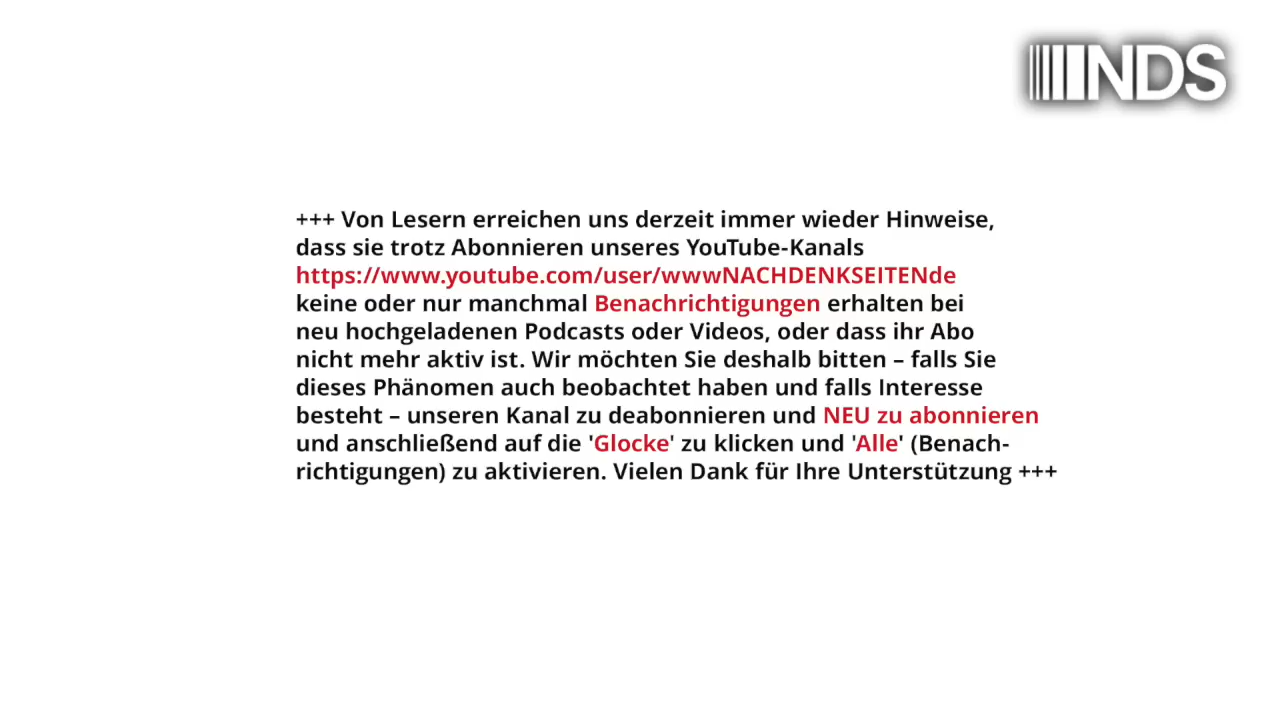 NDS
+++ Von Lesern erreichen uns derzeit immer wieder Hinweise,
dass sie trotz Abonnieren unseres YouTube-Kanals
https://www.youtube.com/user/wwwNACHDENKSEITENde
keine oder nur manchmal Benachrichtigungen erhalten bei
neu hochgeladenen Podcasts oder Videos, oder dass ihr Abo
nicht mehr aktiv ist. Wir möchten Sie deshalb bitten – falls Sie
dieses Phänomen auch beobachtet haben und falls Interesse
besteht – unseren Kanal zu deabonnieren und NEU zu abonnieren
und anschließend auf die 'Glocke' zu klicken und 'Alle' (Benach-
richtigungen) zu aktivieren. Vielen Dank für Ihre Unterstützung +++